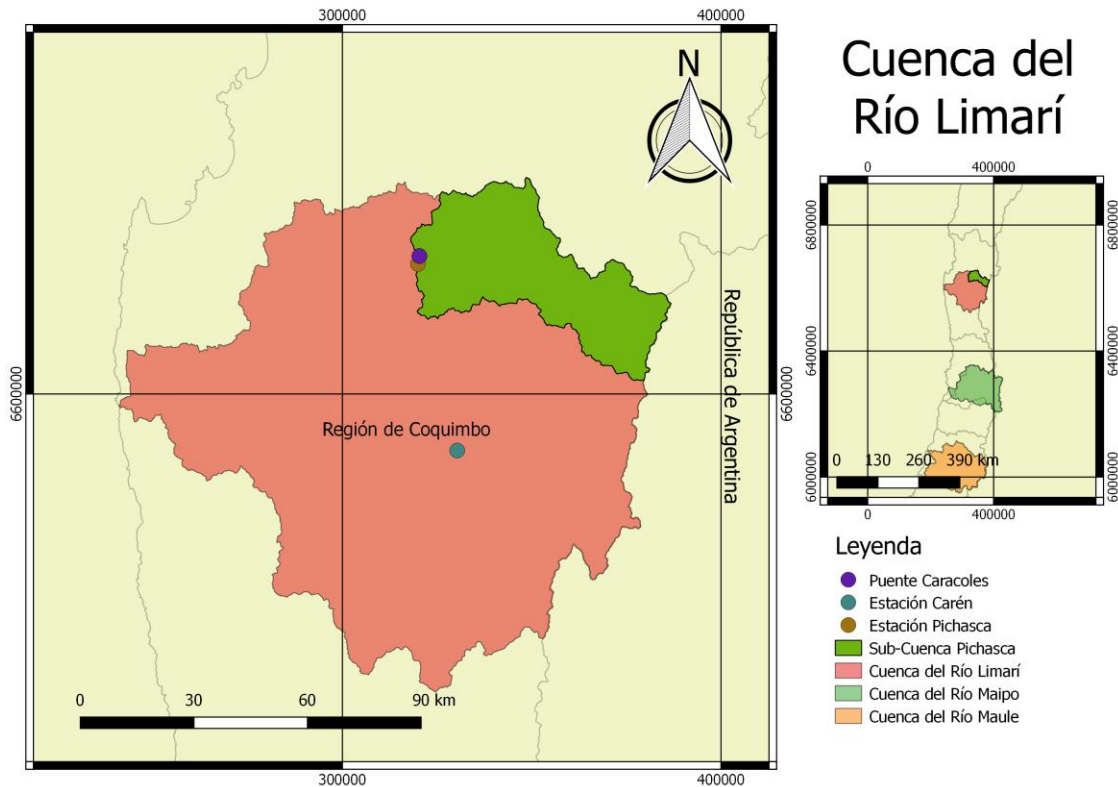 300000
400000
N
6600000
6600000
Región de Coquimbo
República de Argentina
0
30
60
90 km
300000
400000
Cuenca del
Río Limarí
0
400000
6800000
6800000
6400000
6400000
6000000
6000000
0
130
260
390 km
0
400000
Leyenda
Puente Caracoles
Estación Carén
Estación Pichasca
Sub-Cuenca Pichasca
Cuenca del Río Limarí
Cuenca del Río Maipo
Cuenca del Río Maule